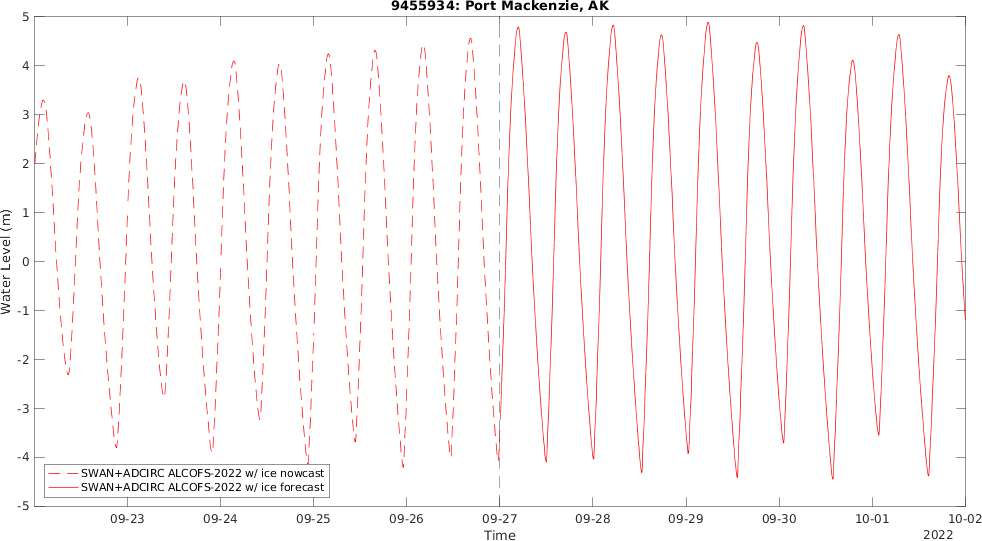 9455934: Port Mackenzie, AK
Water Level (m)
5
4
3
2
1
0
-1
-2
-3
-4
-5
SWAN+ADCIRC ALCOFS-2022 w/ ice nowcast
SWAN+ADCIRC ALCOFS-2022 w/ ice forecast
09-23 09-24 09-25 09-26 09-27 09-28 09-29 09-30 10-01 10-02
Time
2022